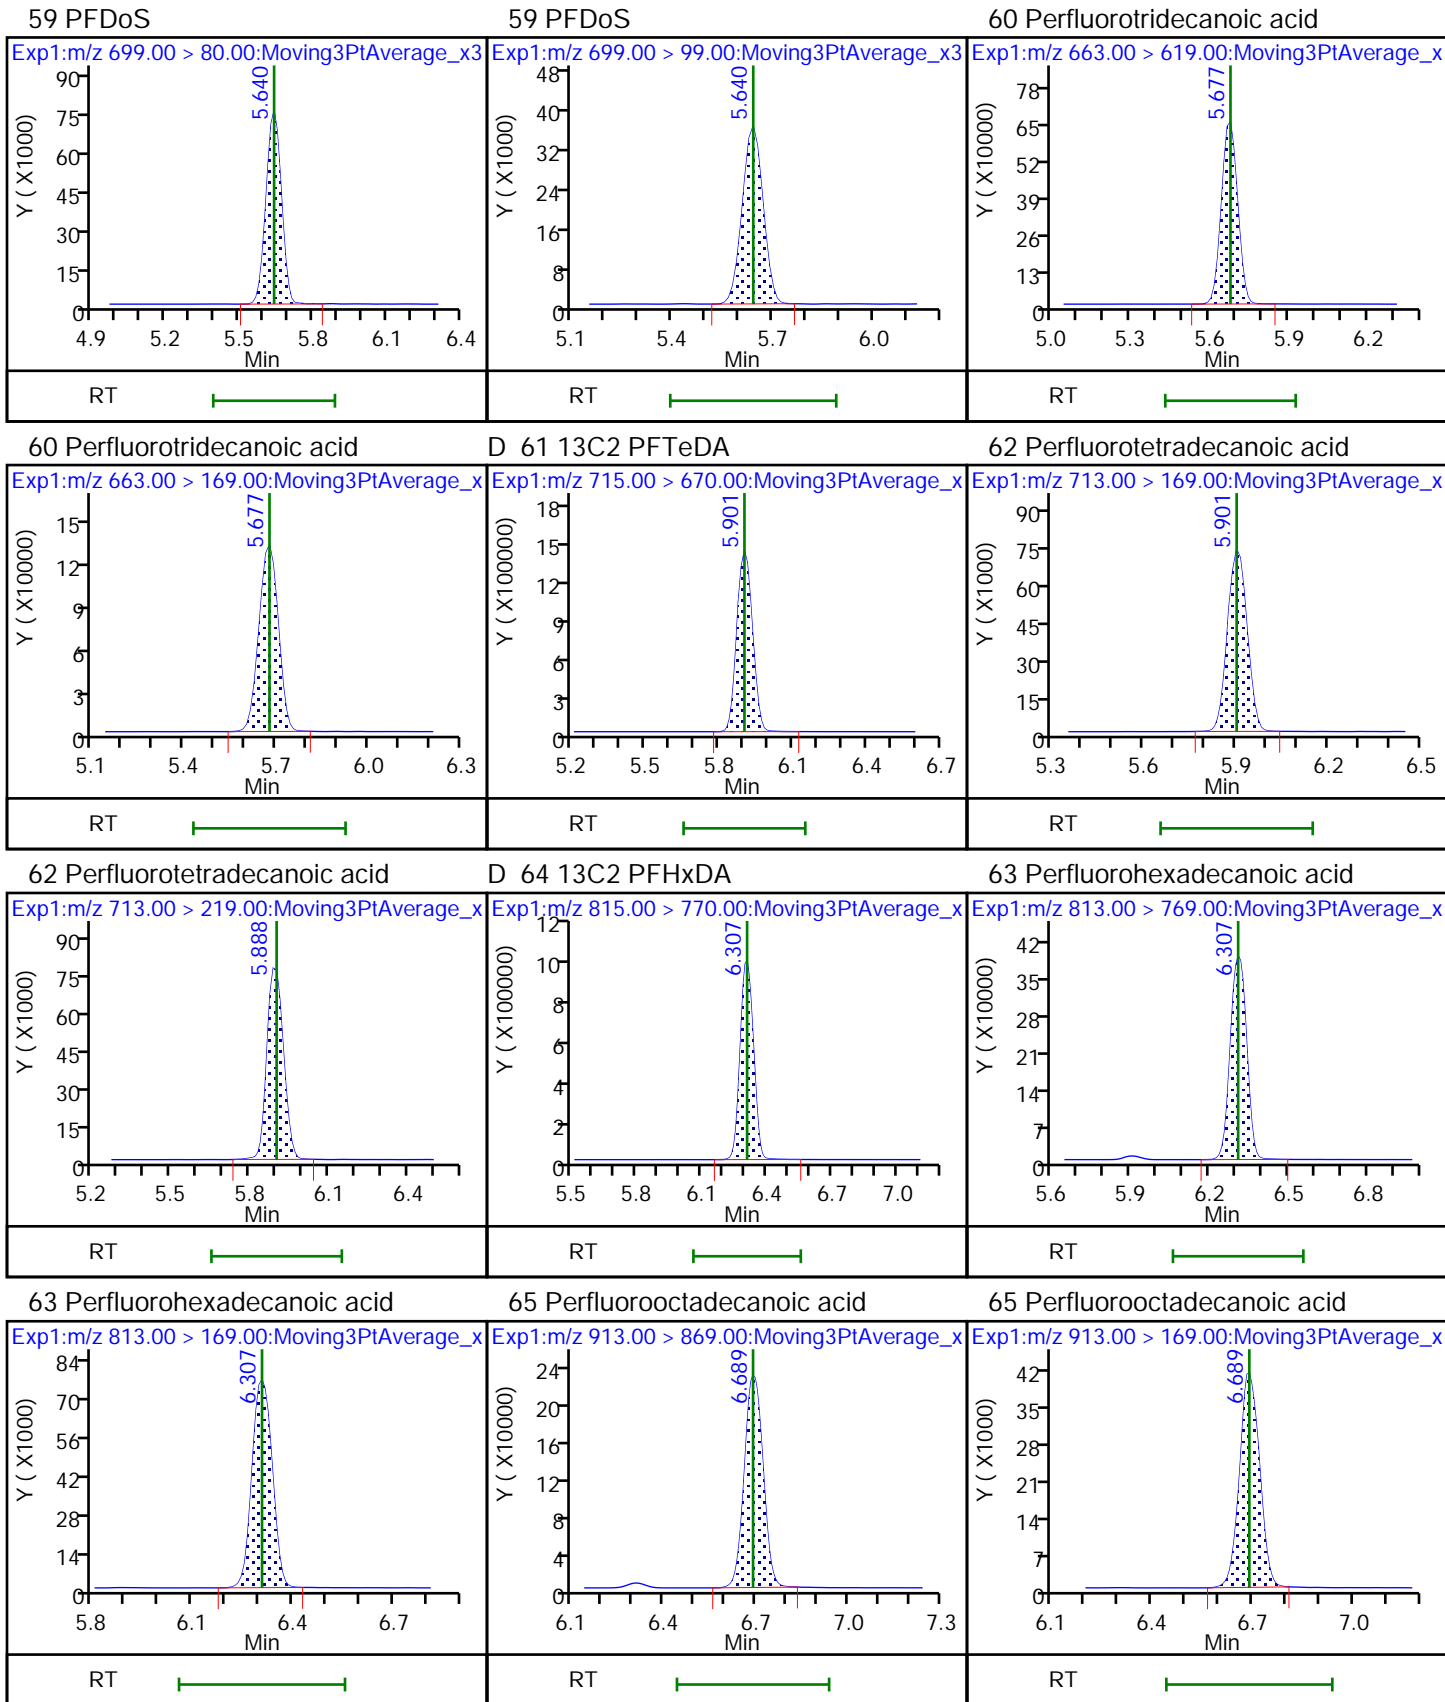 59 PFDoS
59 PFDoS
60 Perfluorotridecanoic acid
Exp1:m/z 699.00 > 80.00:Moving3PtAverage_x3
Exp1:m/z 699.00 > 99.00:Moving3PtAverage_x3
Exp1:m/z 663.00 > 619.00:Moving3PtAverage_x
Y ( X10000)
90
75
60
45
30
15
0
5.640
4.9 5.2 5.5 5.8 6.1 6.4
Min
RT
Y ( X1000)
48
40
32
24
16
8
0
5.640
5.1 5.4 5.7 6.0
Min
RT
Y ( X10000)
78
65
52
39
26
13
0
5.677
5.0 5.3 5.6 5.9 6.2
Min
RT
60 Perfluorotridecanoic acid
D 61 13C2 PFTeDA
62 Perfluorotetradecanoic acid
Exp1:m/z 663.00 > 169.00:Moving3PtAverage_x
Exp1:m/z 715.00 > 670.00:Moving3PtAverage_x
Exp1:m/z 713.00 > 169.00:Moving3PtAverage_x
Y ( X10000)
15
12
9
6
3
0
5.677
5.1 5.4 5.7 6.0 6.3
Min
RT
Y ( X100000)
18
15
12
9
6
3
0
5.901
5.2 5.5 5.8 6.1 6.4 6.7
Min
RT
Y ( X1000)
90
75
60
45
30
15
0
5.901
5.3 5.6 5.9 6.2 6.5
Min
RT
62 Perfluorotetradecanoic acid
D 64 13C2 PFHxDA
63 Perfluorohexadecanoic acid
Exp1:m/z 713.00 > 219.00:Moving3PtAverage_x
Exp1:m/z 815.00 > 770.00:Moving3PtAverage_x
Exp1:m/z 813.00 > 769.00:Moving3PtAverage_x
Y ( X1000)
90
75
60
45
30
15
0
5.888
5.2 5.5 5.8 6.1 6.4
Min
RT
Y ( X100000)
12
10
8
6
4
2
0
6.307
5.5 5.8 6.1 6.4 6.7 7.0
Min
RT
Y ( X10000)
42
35
28
21
14
7
0
6.307
5.6 5.9 6.2 6.5 6.8
Min
RT
63 Perfluorohexadecanoic acid
65 Perfluorooctadecanoic acid
65 Perfluorooctadecanoic acid
Exp1:m/z 813.00 > 169.00:Moving3PtAverage_x
Exp1:m/z 913.00 > 869.00:Moving3PtAverage_x
Exp1:m/z 913.00 > 169.00:Moving3PtAverage_x
Y ( X1000)
84
70
56
42
28
14
0
6.307
5.8 6.1 6.4 6.7
Min
RT
Y ( X10000)
24
20
16
12
8
4
0
6.689
6.1 6.4 6.7 7.0 7.3
Min
RT
Y ( X1000)
42
35
28
21
14
7
0
6.689
6.1 6.4 6.7 7.0
Min
RT